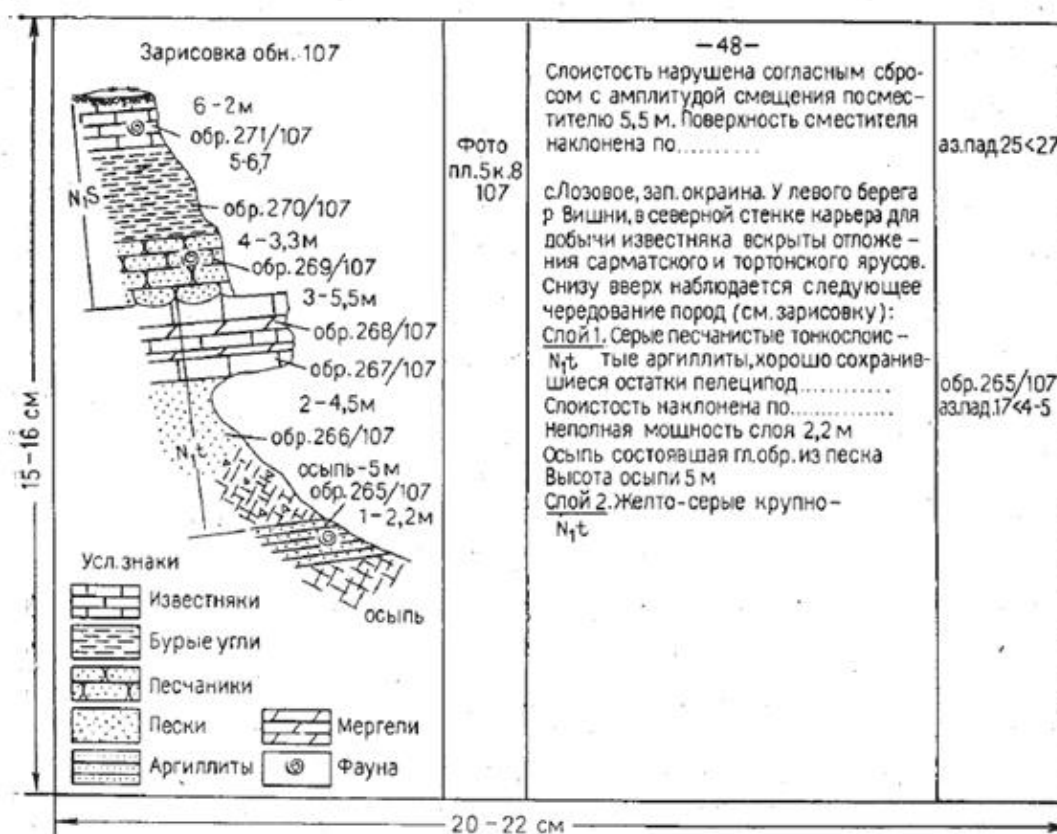 Зарисовка обн. 107
6-2м
обр. 271/107
5-6,7
N₁S
обр. 270/107
4-3,3м
обр. 269/107
3-5,5м
обр. 268/107
обр. 267/107
2-4,5м
обр. 266/107
N₁t
осыпь-5м
обр. 265/107
1-2,2м
осыпь
Усл. знаки
Известняки
Бурые угли
Песчаники
Пески
Мергели
Аргиллиты
Фауна
15-16 см
Фото
пл.5к.8
107
-48-
Слоистость нарушена согласным сбро-
сом с амплитудой смещения по смес-
тителю 5,5 м. Поверхность сместителя
наклонена по..........
аз.пад.25<27
с.Лозовое, зап. окраина. У левого берега
р Вишни, в северной стенке карьера для
добычи известняка вскрыты отложе-
ния сарматского и тортонского ярусов.
Снизу вверх наблюдается следующее
чередование пород (см. зарисовку):
Слой 1. Серые песчанистые тонкослоис-
N₁t тые аргиллиты, хорошо сохранив-
шиеся остатки пелеципод............
обр. 265/107
Слоистость наклонена по.............
аз.пад.17<4-5
Неполная мощность слоя 2,2 м
Осыпь состоявшая гл. обр. из песка
Высота осыпи 5 м
Слой 2. Желто-серые крупно-
N₁t
20-22 см